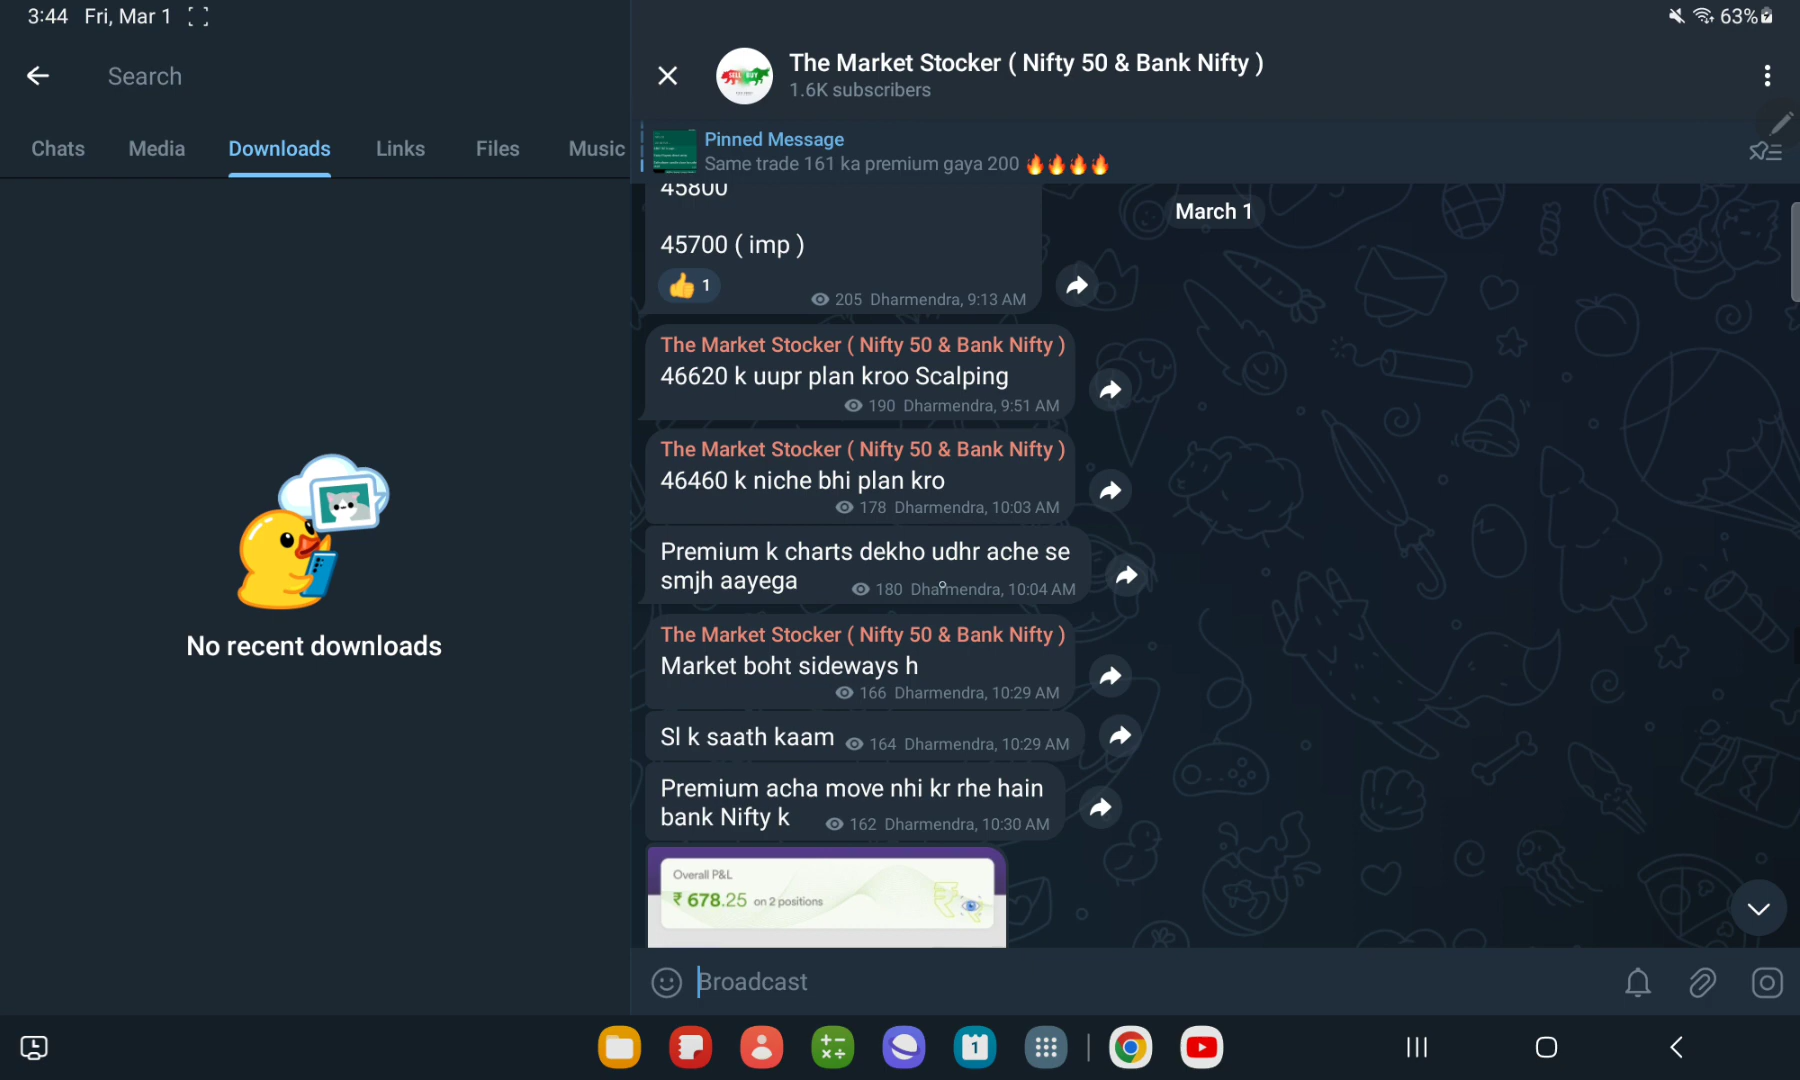 3:44 Fri, Mar 1
63%
Search
Chats Media Downloads Links Files Music
No recent downloads
The Market Stocker ( Nifty 50 & Bank Nifty )
1.6K subscribers
Pinned Message
Same trade 161 ka premium gaya 200 🔥🔥🔥🔥
March 1
45800
45700 ( imp )
👍 1
205 Dharmendra, 9:13 AM
The Market Stocker ( Nifty 50 & Bank Nifty )
46620 k uupr plan kroo Scalping
190 Dharmendra, 9:51 AM
The Market Stocker ( Nifty 50 & Bank Nifty )
46460 k niche bhi plan kro
178 Dharmendra, 10:03 AM
Premium k charts dekho udhr ache se
smjh aayega 180 Dharmendra, 10:04 AM
The Market Stocker ( Nifty 50 & Bank Nifty )
Market boht sideways h
166 Dharmendra, 10:29 AM
Sl k saath kaam 164 Dharmendra, 10:29 AM
Premium acha move nhi kr rhe hain
bank Nifty k 162 Dharmendra, 10:30 AM
Overall P&L
₹ 678.25 on 2 positions
Broadcast
1
SELL BUY